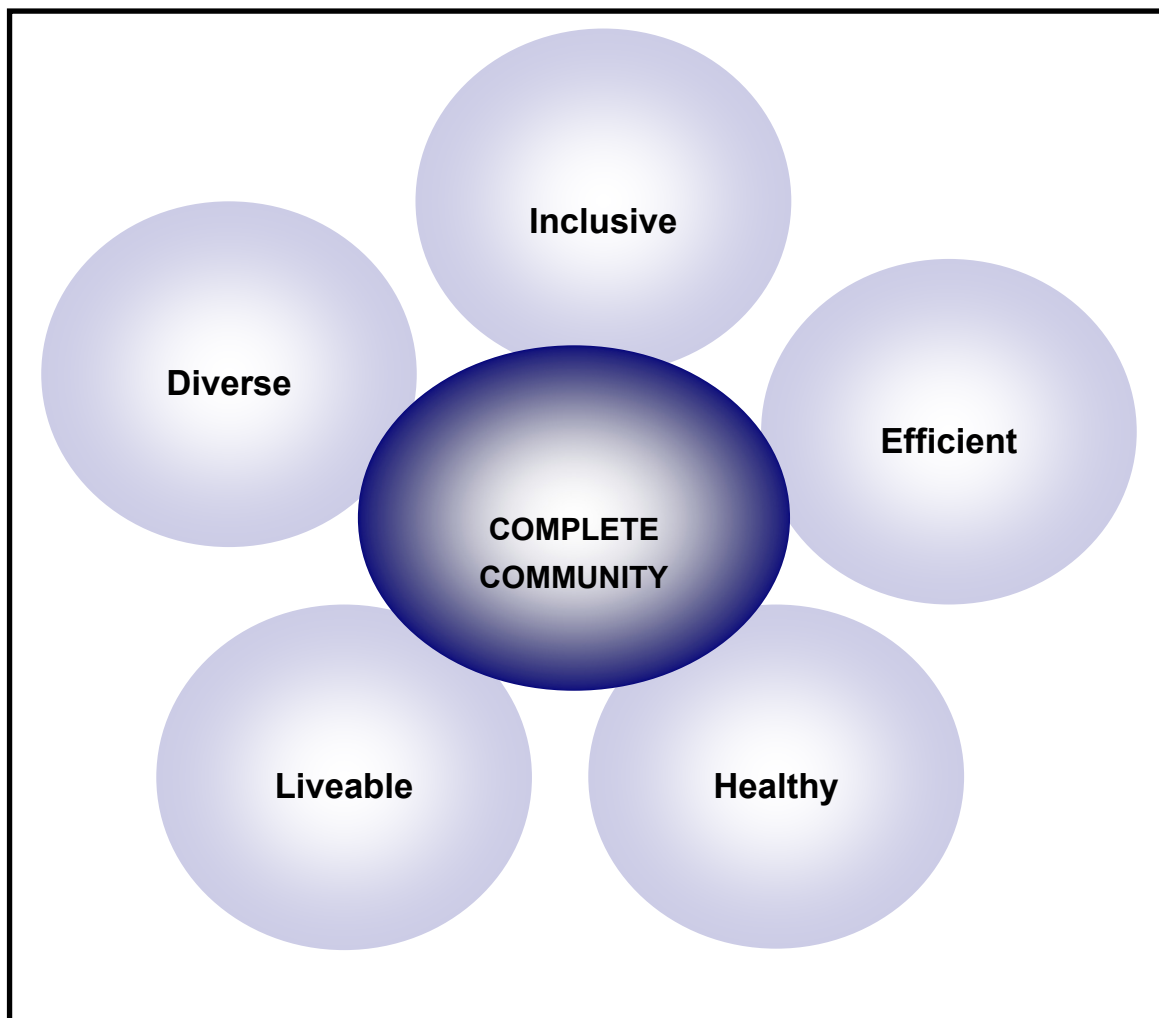 Inclusive
Diverse
Efficient
COMPLETE
COMMUNITY
Liveable
Healthy